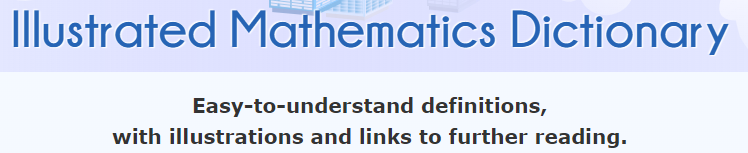 Illustrated Mathematics Dictionary
Easy-to-understand definitions,
with illustrations and links to further reading.